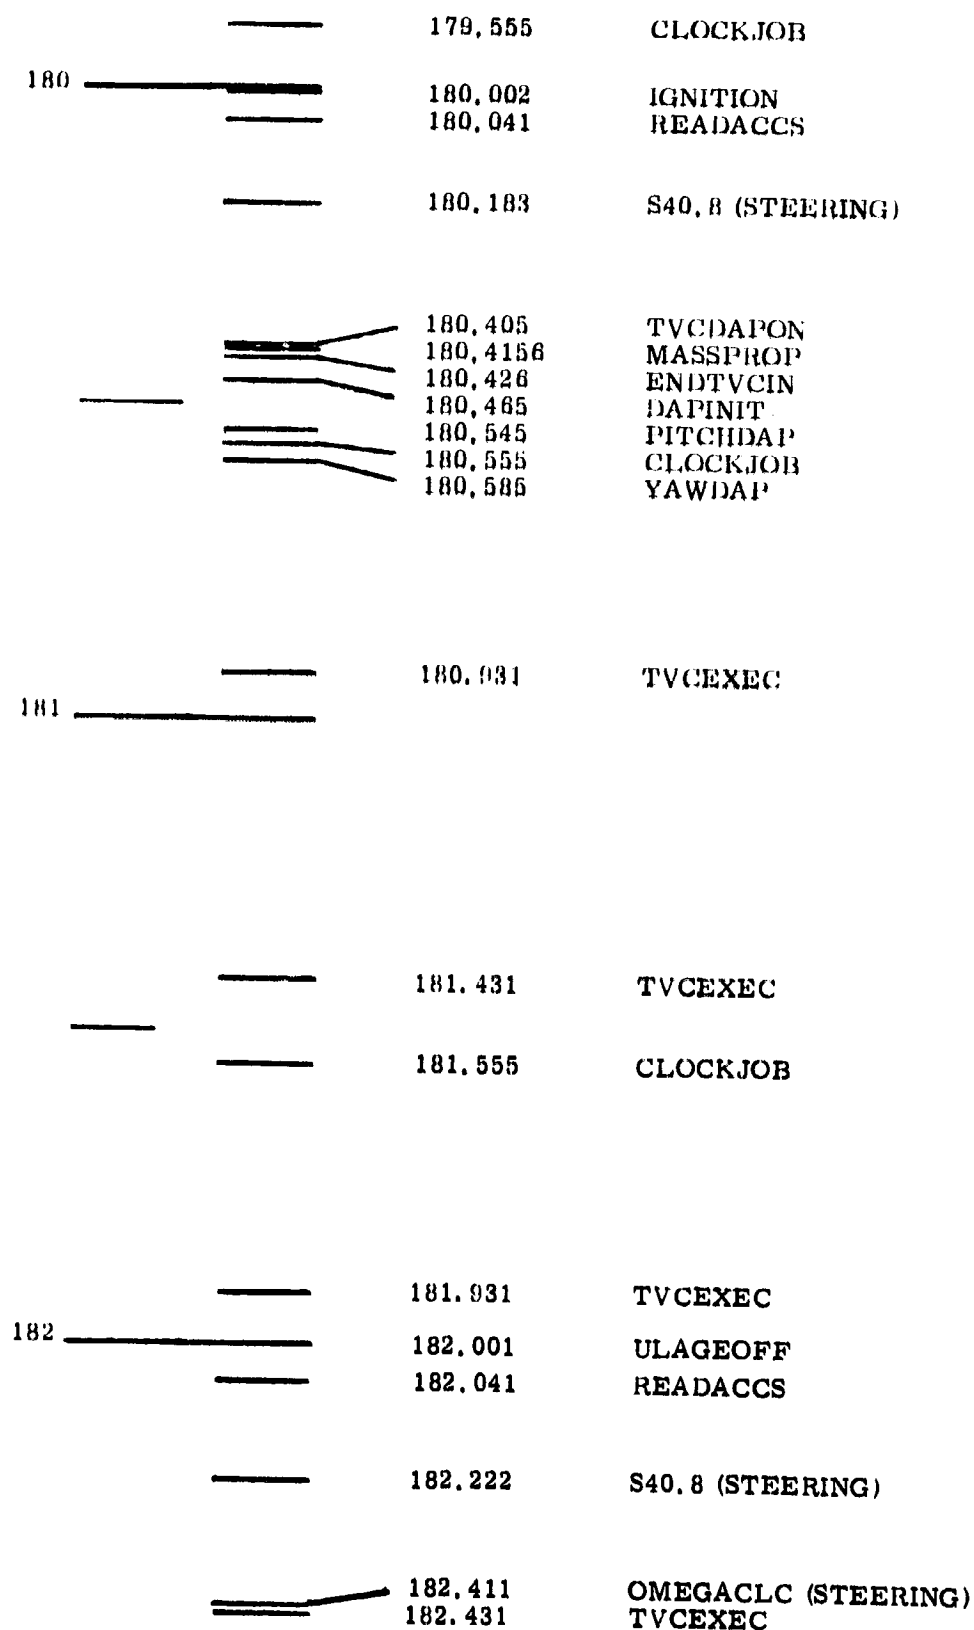 179.555 CLOCKJOB
180
180.002 IGNITION
180.041 READACCS
180.183 S40.8 (STEERING)
180.405 TVCDAPON
180.4156 MASSPROP
180.426 ENDTVCIN
180.465 DAPINIT
180.545 PITCHDAP
180.555 CLOCKJOB
180.585 YAWDAP
180.931 TVCEXEC
181
181.431 TVCEXEC
181.555 CLOCKJOB
181.931 TVCEXEC
182
182.001 ULAGEOFF
182.041 READACCS
182.222 S40.8 (STEERING)
182.411 OMEGACLC (STEERING)
182.431 TVCEXEC